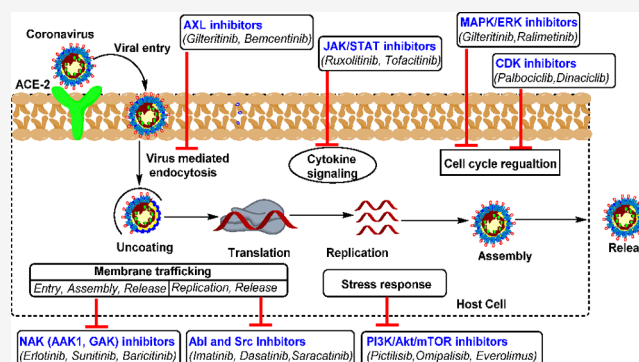 Coronavirus
Viral entry
ACE-2
AXL inhibitors
(Gilteritinib, Bemcentinib)
JAK/STAT inhibitors
(Ruxolitinib, Tofacitinib)
MAPK/ERK inhibitors
(Gilteritinib,Ralimetinib)
CDK inhibitors
(Palbociclib,Dinaciclib)
Virus mediated
endocytosis
Cytokine
signaling
Cell cycle regualtion
Uncoating
Translation
Replication
Assembly
Relea
Membrane trafficking
Entry, Assembly, Release
Replication, Release
Stress response
Host Cell
NAK (AAK1, GAK) inhibitors
(Erlotinib, Sunitinib, Baricitinib)
Abl and Src Inhbitors
(Imatinib, Dasatinib,Saracatinib)
PI3K/Akt/mTOR inhibitors
(Pictilisib,Omipalisib, Everolimus)